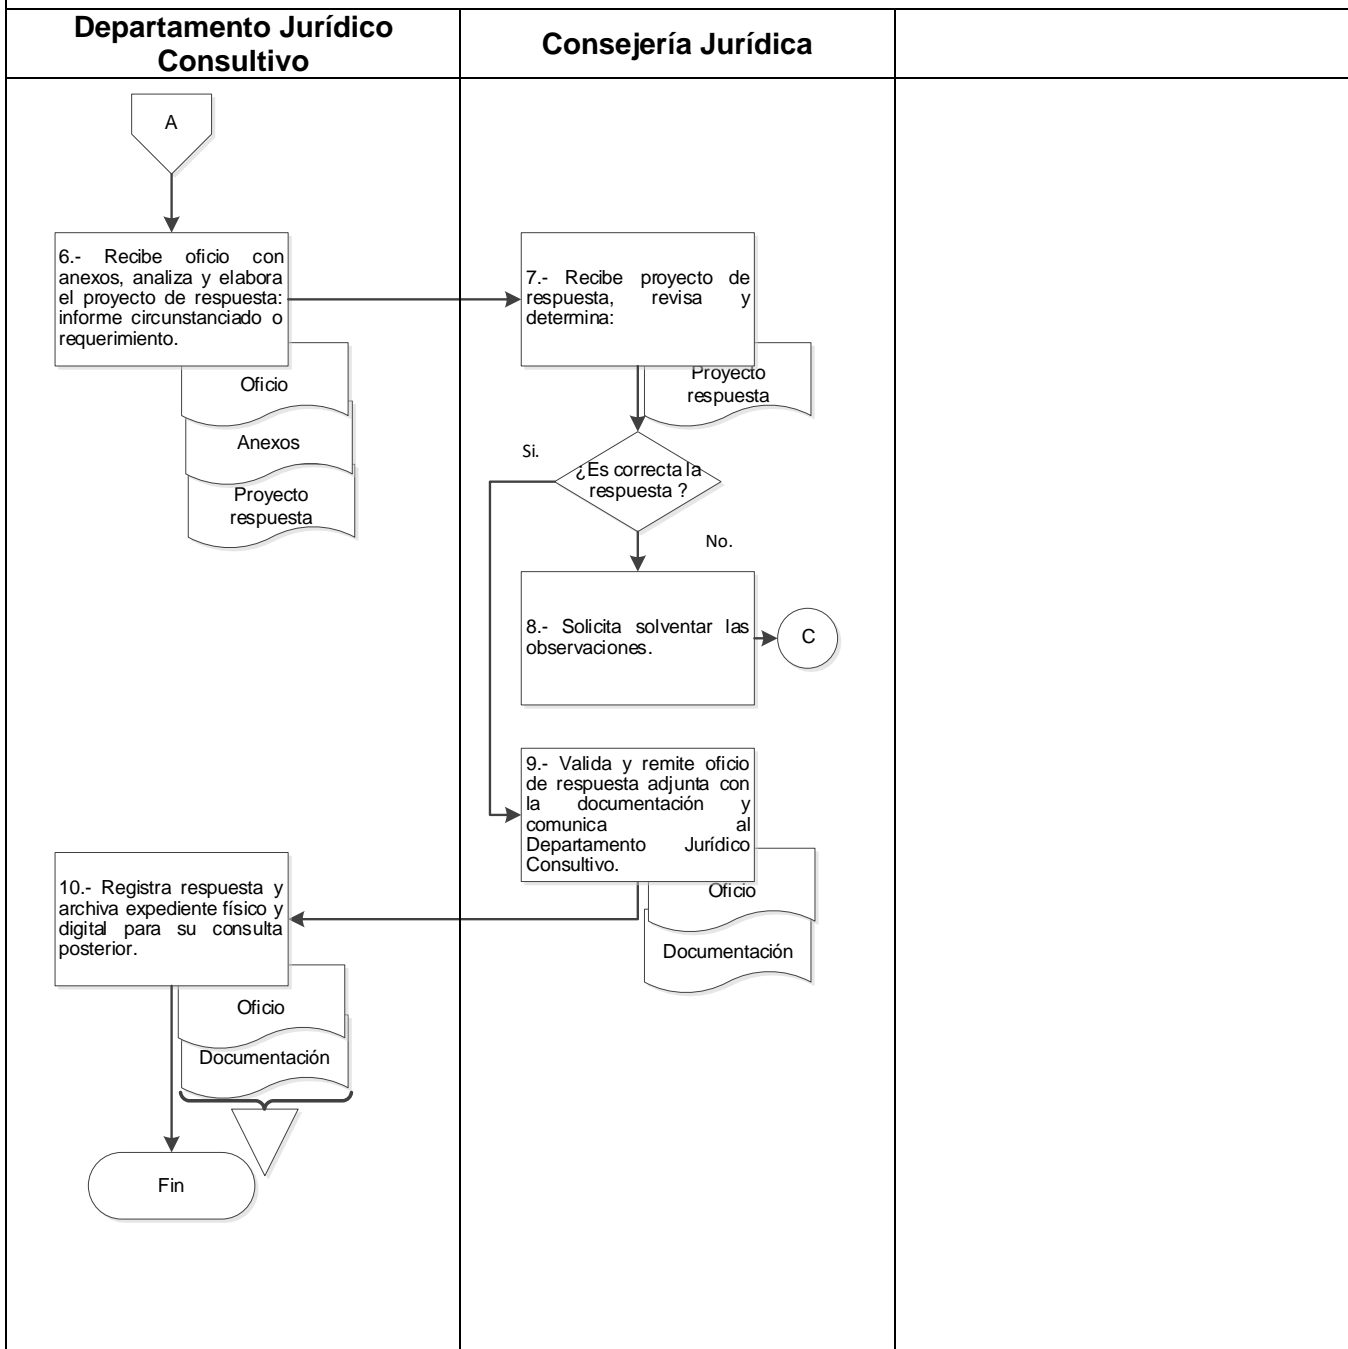 Departamento Jurídico
Consultivo
Consejería Jurídica
A
6.- Recibe oficio con
anexos, analiza y elabora
el proyecto de respuesta:
informe circunstanciado o
requerimiento.
Oficio
Anexos
Proyecto
respuesta
7.- Recibe proyecto de
respuesta, revisa y
determina:
Proyecto
respuesta
Si.
¿Es correcta la
respuesta ?
No.
8.- Solicita solventar las
observaciones.
C
9.- Valida y remite oficio
de respuesta adjunta con
la documentación y
comunica al
Departamento Jurídico
Consultivo.
Oficio
Documentación
10.- Registra respuesta y
archiva expediente físico y
digital para su consulta
posterior.
Oficio
Documentación
Fin